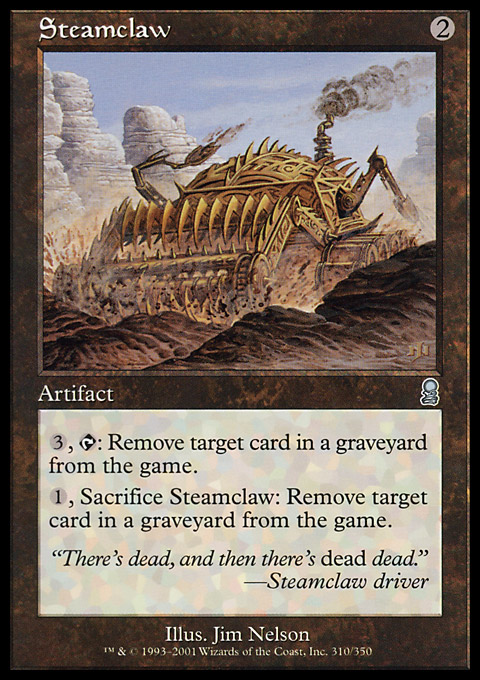 Steamclaw 2
Artifact
3, : Remove target card in a graveyard
from the game.
1, Sacrifice Steamclaw: Remove target
card in a graveyard from the game.
“There’s dead, and then there’s dead dead.”
—Steamclaw driver
Illus. Jim Nelson
™ & © 1993–2001 Wizards of the Coast, Inc. 310/350